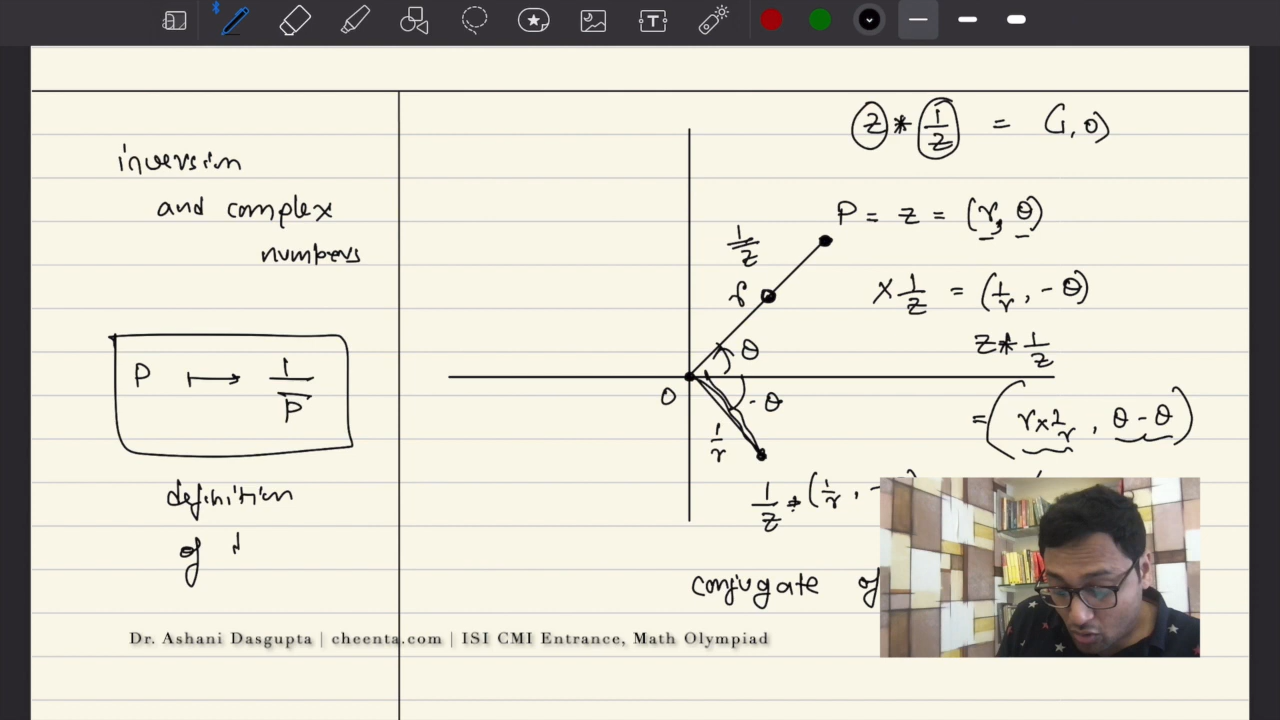 inversion
and complex
numbers
P ↦ 1/P̅
definition
of
z * 1/z = (1, 0)
P = z = (r, θ)
1/z
r
× 1/z = (1/r, -θ)
θ
z * 1/z
O
-θ
= (r × 1/r, θ - θ)
1/r
1/z = (1/r, -
conjugate of
Dr. Ashani Dasgupta | cheenta.com | ISI CMI Entrance, Math Olympiad